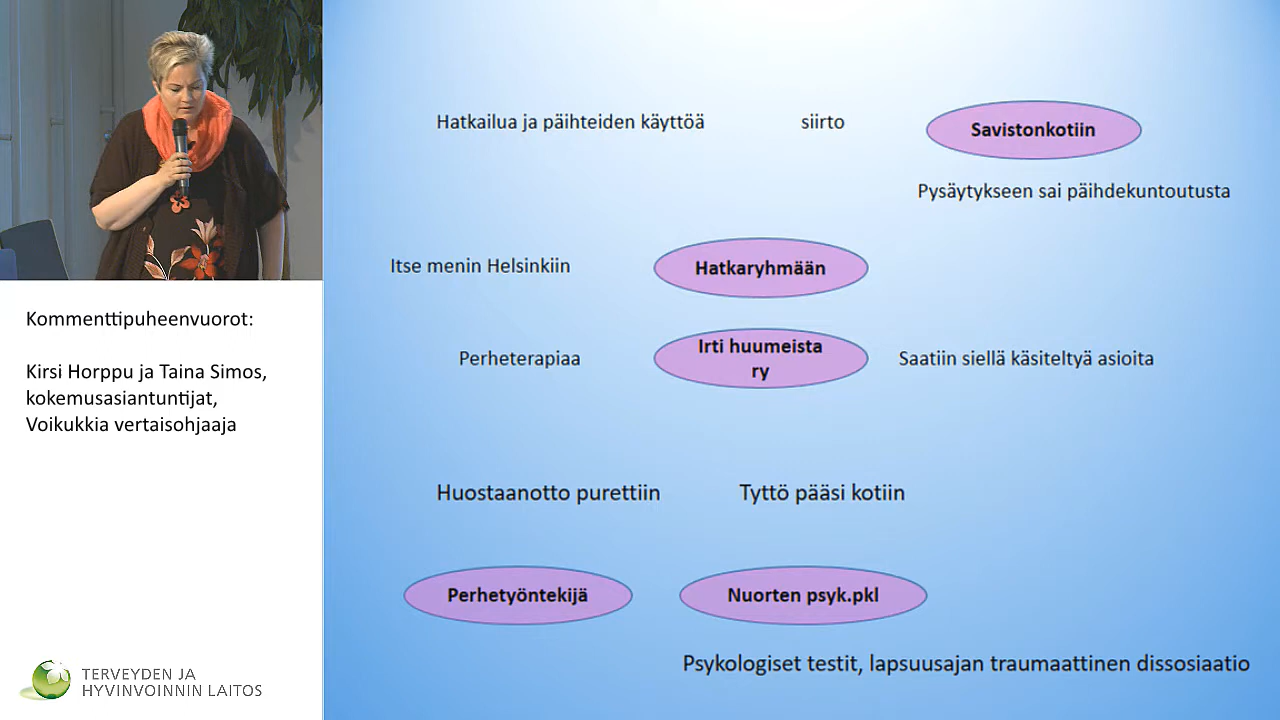 Hatkailua ja päihteiden käyttöä siirto Savistonkotiin
Pysäytykseen sai päihdekuntoutusta
Itse menin Helsinkiin Hatkaryhmään
Perheterapiaa Irti huumeista
ry Saatiin siellä käsiteltyä asioita
Huostaanotto purettiin Tyttö pääsi kotiin
Perhetyöntekijä Nuorten psyk.pkl
Psykologiset testit, lapsuusajan traumaattinen dissosiaatio
Kommenttipuheenvuorot:
Kirsi Horppu ja Taina Simos,
kokemusasiantuntijat,
Voikukkia vertaisohjaaja
TERVEYDEN JA
HYVINVOINNIN LAITOS